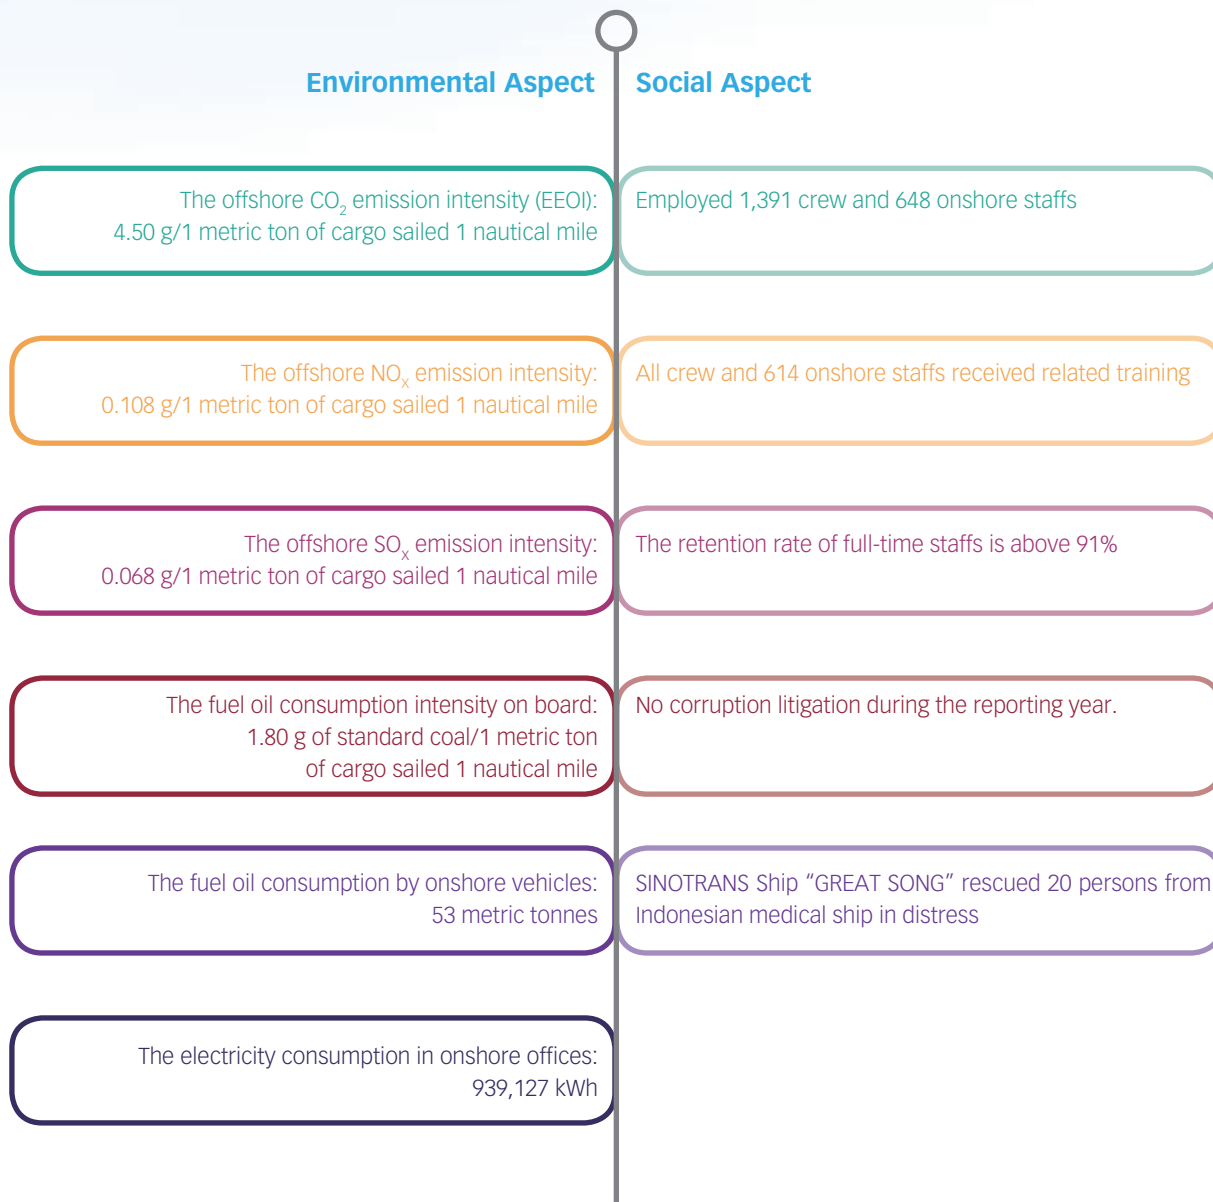 Environmental Aspect
The offshore CO₂ emission intensity (EEOI):
4.50 g/1 metric ton of cargo sailed 1 nautical mile
The offshore NOₓ emission intensity:
0.108 g/1 metric ton of cargo sailed 1 nautical mile
The offshore SOₓ emission intensity:
0.068 g/1 metric ton of cargo sailed 1 nautical mile
The fuel oil consumption intensity on board:
1.80 g of standard coal/1 metric ton
of cargo sailed 1 nautical mile
The fuel oil consumption by onshore vehicles:
53 metric tonnes
The electricity consumption in onshore offices:
939,127 kWh
Social Aspect
Employed 1,391 crew and 648 onshore staffs
All crew and 614 onshore staffs received related training
The retention rate of full-time staffs is above 91%
No corruption litigation during the reporting year.
SINOTRANS Ship “GREAT SONG” rescued 20 persons from
Indonesian medical ship in distress